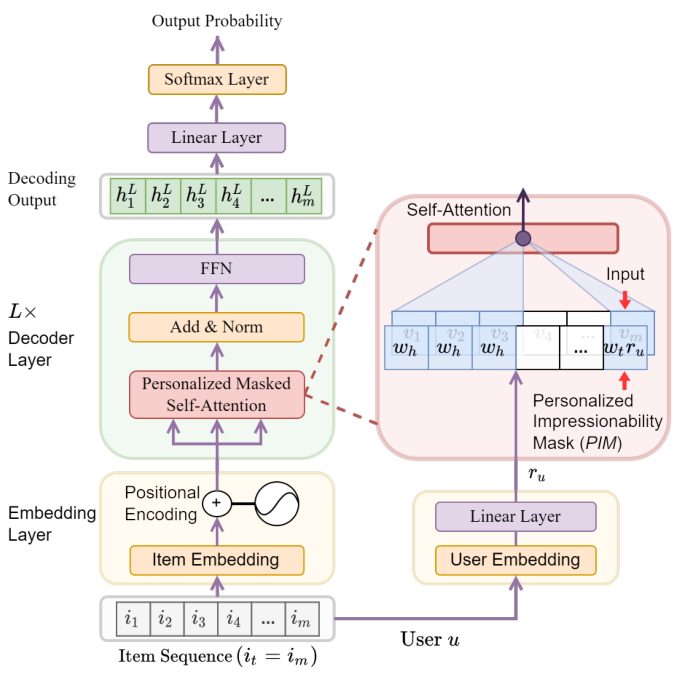 Output Probability
Softmax Layer
Linear Layer
Decoding
Output
h₁ᴸ h₂ᴸ h₃ᴸ h₄ᴸ ... hₘᴸ
FFN
L×
Decoder
Layer
Add & Norm
Personalized Masked
Self-Attention
Embedding
Layer
Positional
Encoding
+
Item Embedding
i₁ i₂ i₃ i₄ ... iₘ
Item Sequence (iₜ = iₘ)
Self-Attention
Input
v₁ v₂ v₃ v₄ ... vₘ
wₕ wₕ wₕ ... wₜrᵤ
Personalized
Impressionability
Mask (PIM)
rᵤ
Linear Layer
User Embedding
User u